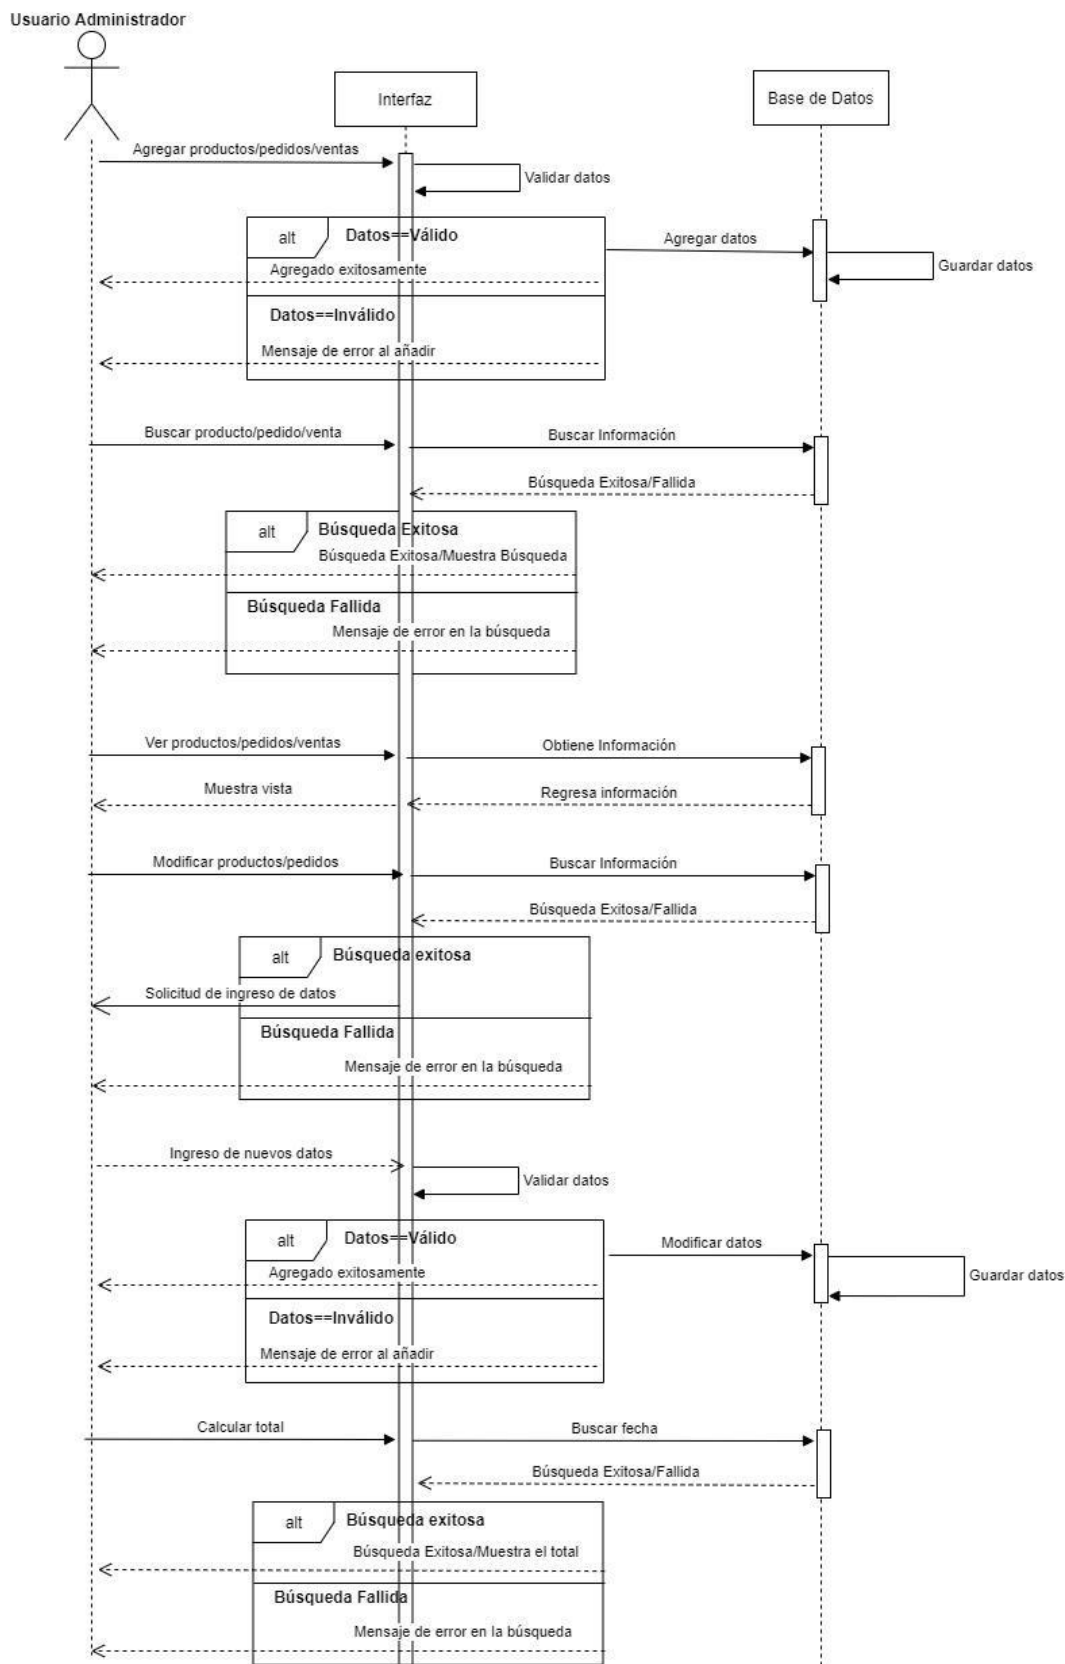 Usuario Administrador
Interfaz
Base de Datos
Agregar productos/pedidos/ventas
Validar datos
alt
Datos==Válido
Agregar datos
Guardar datos
Agregado exitosamente
Datos==Inválido
Mensaje de error al añadir
Buscar producto/pedido/venta
Buscar Información
Búsqueda Exitosa/Fallida
alt
Búsqueda Exitosa
Búsqueda Exitosa/Muestra Búsqueda
Búsqueda Fallida
Mensaje de error en la búsqueda
Ver productos/pedidos/ventas
Obtiene Información
Muestra vista
Regresa información
Modificar productos/pedidos
Buscar Información
Búsqueda Exitosa/Fallida
alt
Búsqueda exitosa
Solicitud de ingreso de datos
Búsqueda Fallida
Mensaje de error en la búsqueda
Ingreso de nuevos datos
Validar datos
alt
Datos==Válido
Modificar datos
Guardar datos
Agregado exitosamente
Datos==Inválido
Mensaje de error al añadir
Calcular total
Buscar fecha
Búsqueda Exitosa/Fallida
alt
Búsqueda exitosa
Búsqueda Exitosa/Muestra el total
Búsqueda Fallida
Mensaje de error en la búsqueda